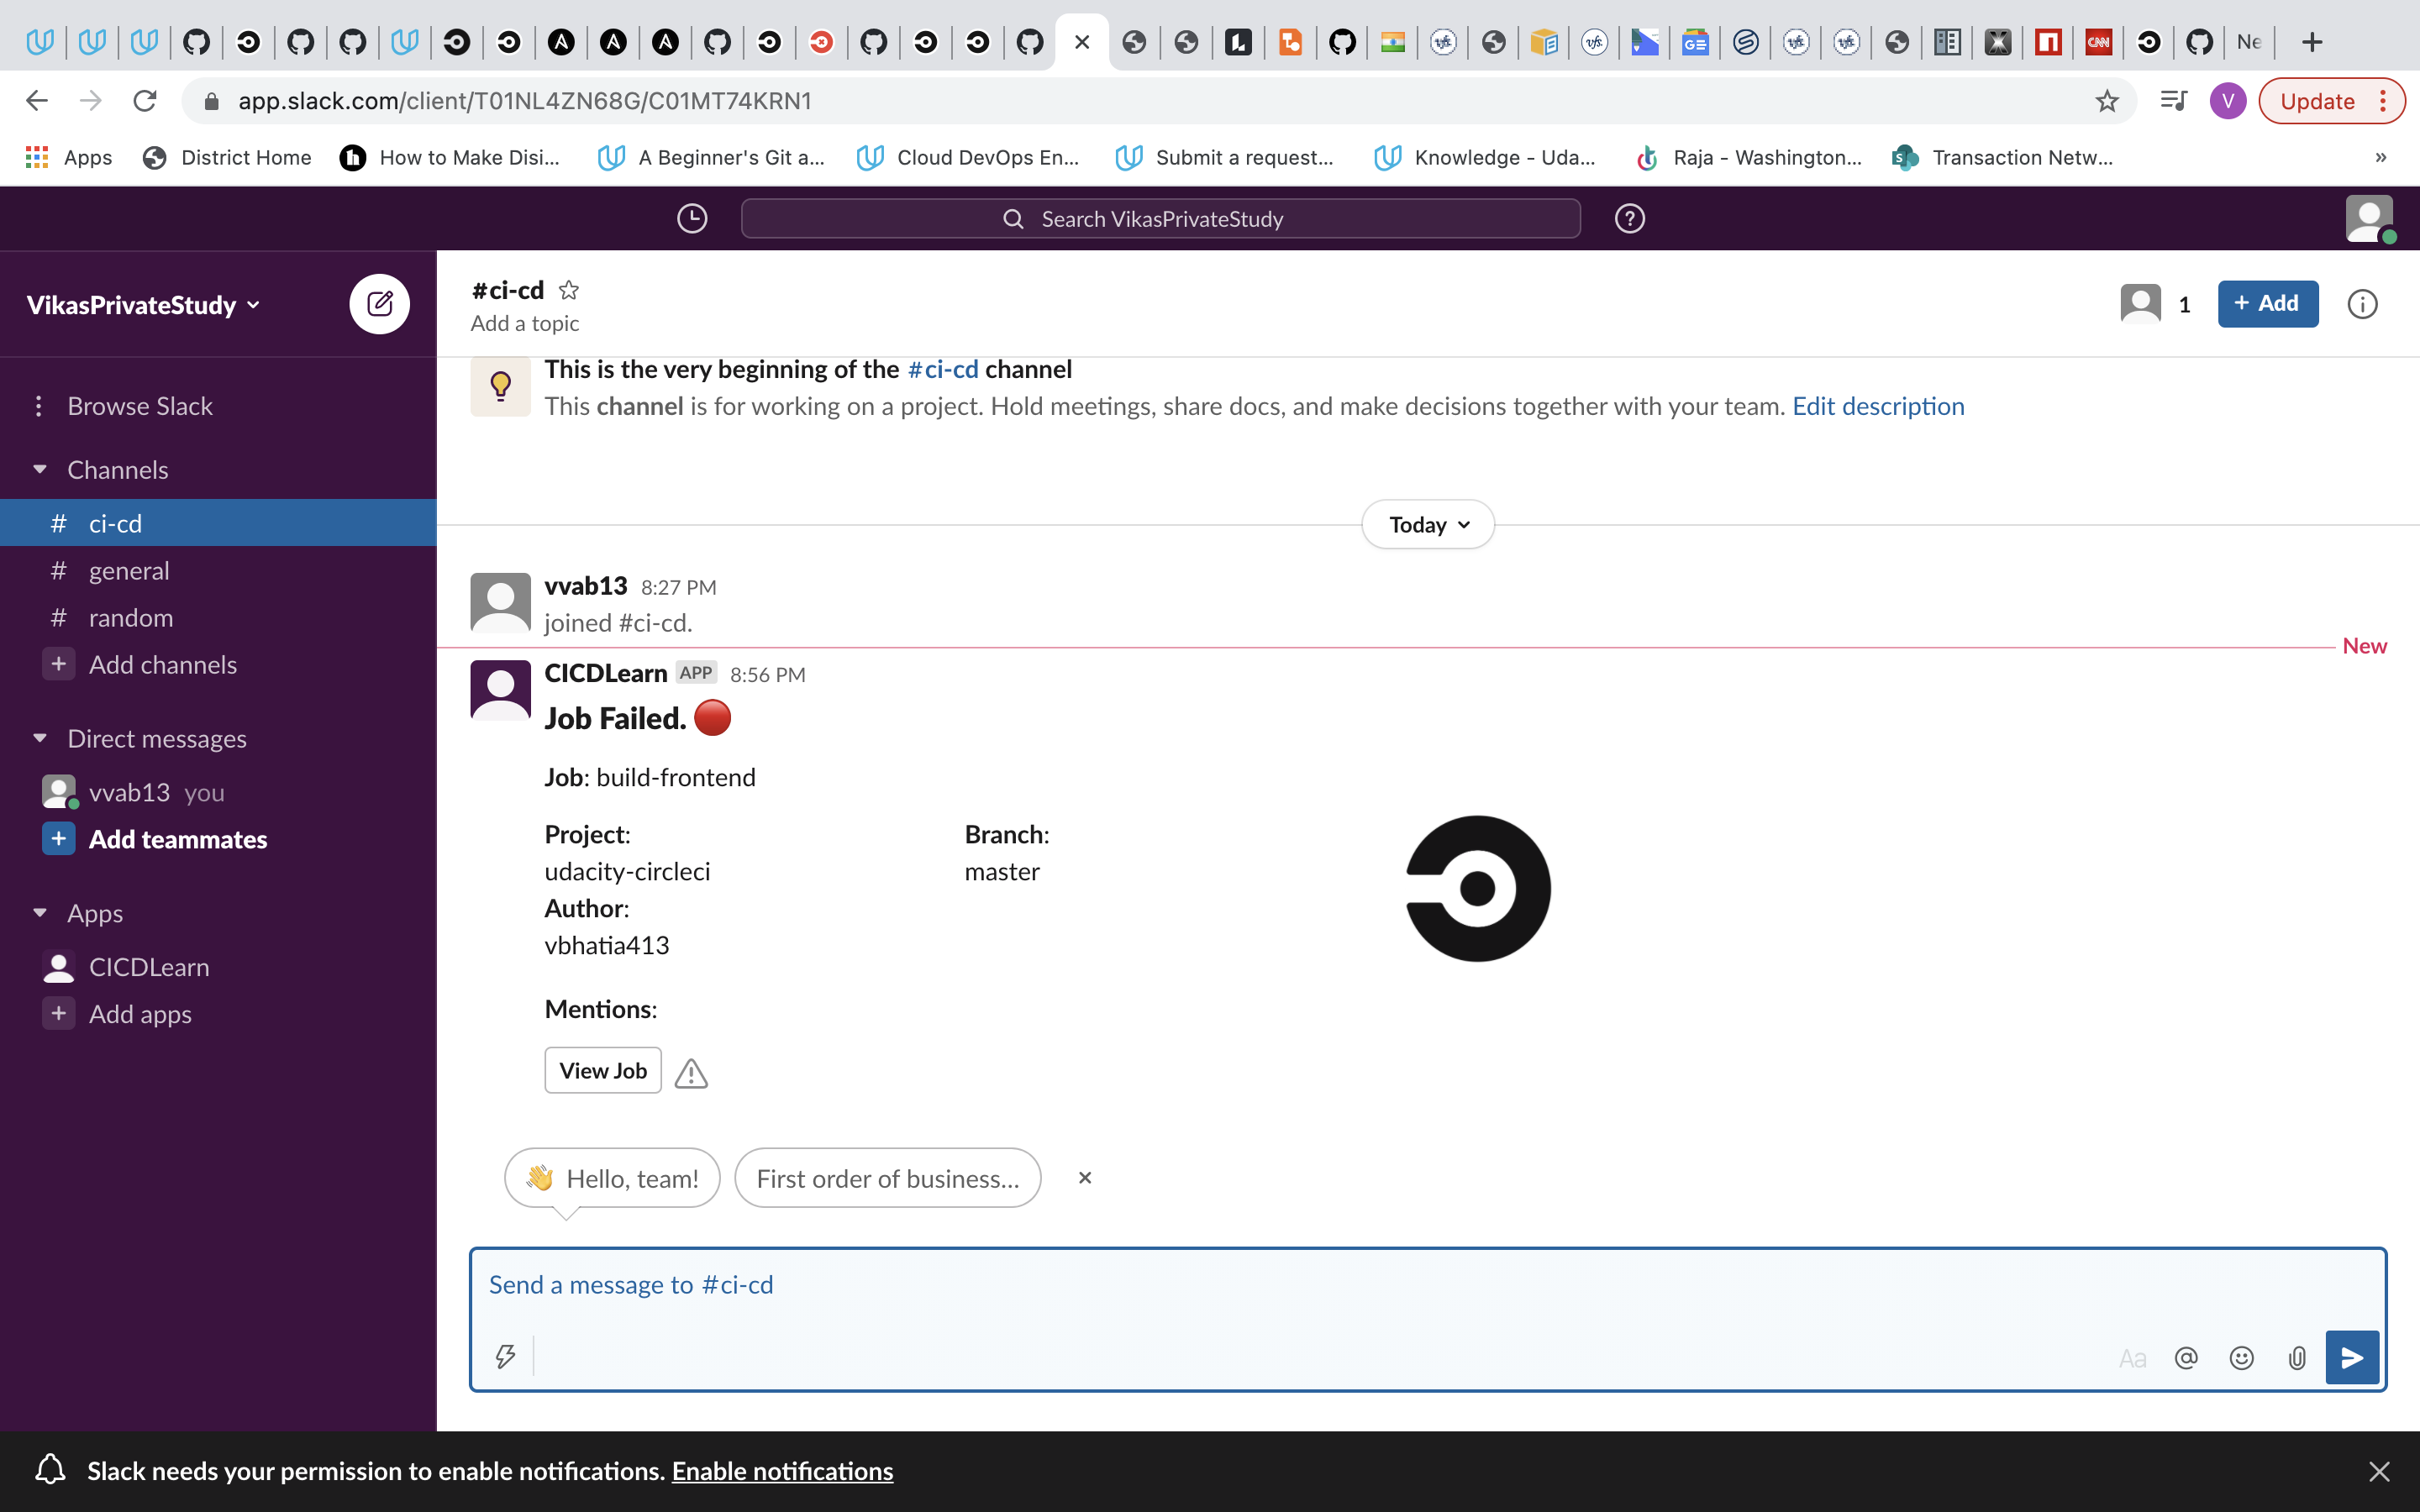 Ne
app.slack.com/client/T01NL4ZN68G/C01MT74KRN1
V
Update
Apps
District Home
How to Make Disi...
A Beginner's Git a...
Cloud DevOps En...
Submit a request...
Knowledge - Uda...
Raja - Washington...
Transaction Netw...
»
Search VikasPrivateStudy
VikasPrivateStudy
Browse Slack
Channels
# ci-cd
# general
# random
+ Add channels
Direct messages
vvab13 you
+ Add teammates
Apps
CICDLearn
+ Add apps
#ci-cd
Add a topic
1
+ Add
This is the very beginning of the #ci-cd channel
This channel is for working on a project. Hold meetings, share docs, and make decisions together with your team. Edit description
Today
vvab13 8:27 PM
joined #ci-cd.
New
CICDLearn APP 8:56 PM
Job Failed. 🔴
Job: build-frontend
Project:
udacity-circleci
Branch:
master
Author:
vbhatia413
Mentions:
View Job
👋 Hello, team!
First order of business...
Send a message to #ci-cd
Aa
Slack needs your permission to enable notifications. Enable notifications